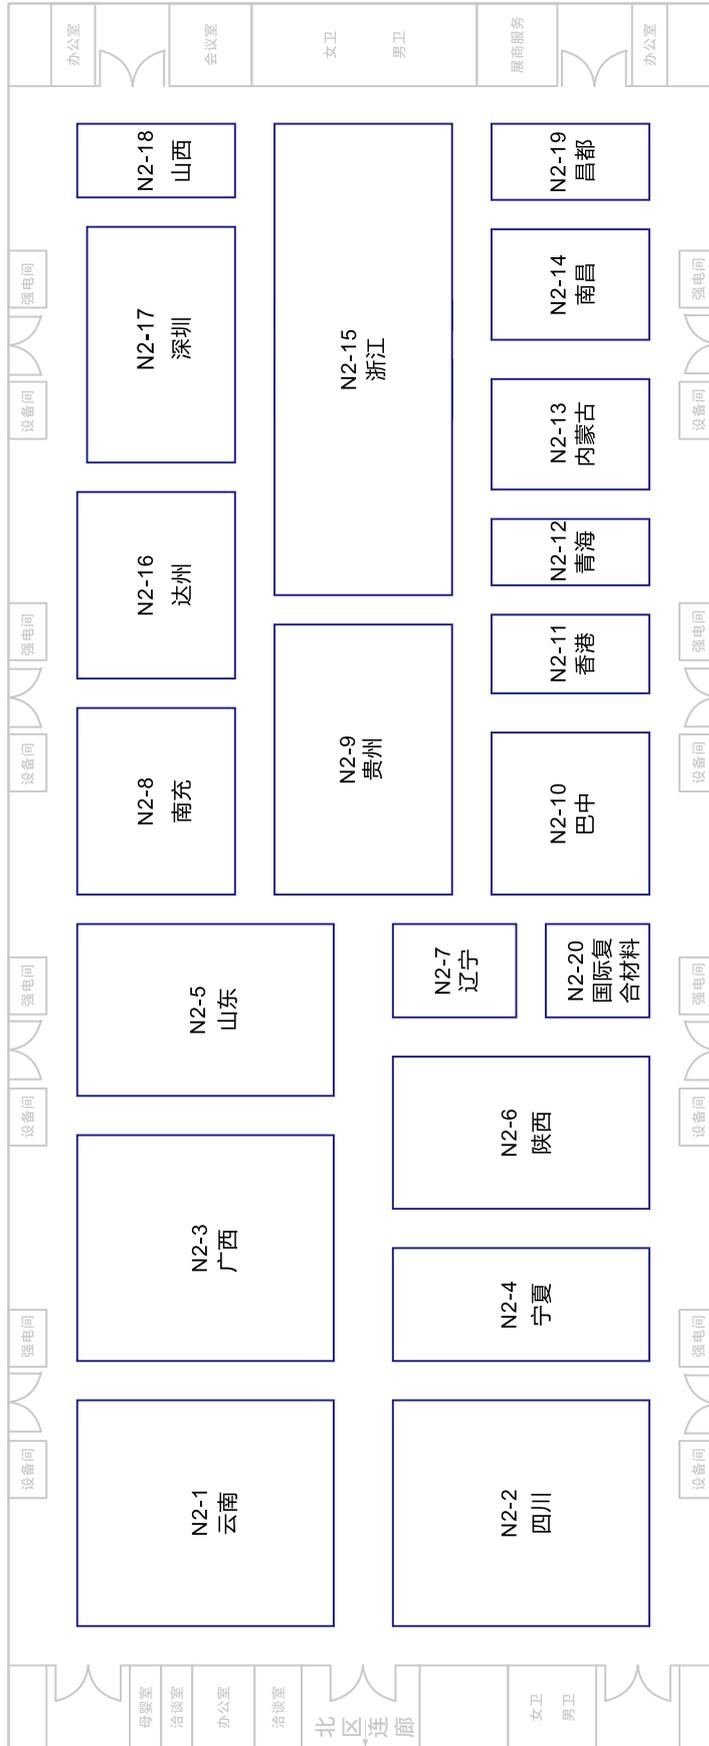 办公室
会议室
女卫
男卫
展商服务
办公室
N2-18
山西
N2-19
昌都
强电间
N2-17
深圳
N2-15
浙江
N2-14
南昌
强电间
设备间
N2-13
内蒙古
设备间
N2-16
达州
N2-12
青海
强电间
N2-11
香港
强电间
设备间
N2-8
南充
N2-9
贵州
N2-10
巴中
设备间
强电间
N2-5
山东
N2-7
辽宁
N2-20
国际复
合材料
强电间
设备间
N2-6
陕西
设备间
N2-3
广西
N2-4
宁夏
强电间
强电间
设备间
N2-1
云南
N2-2
四川
设备间
母婴室
洽谈室
办公室
洽谈室
北区连廊
女卫
男卫